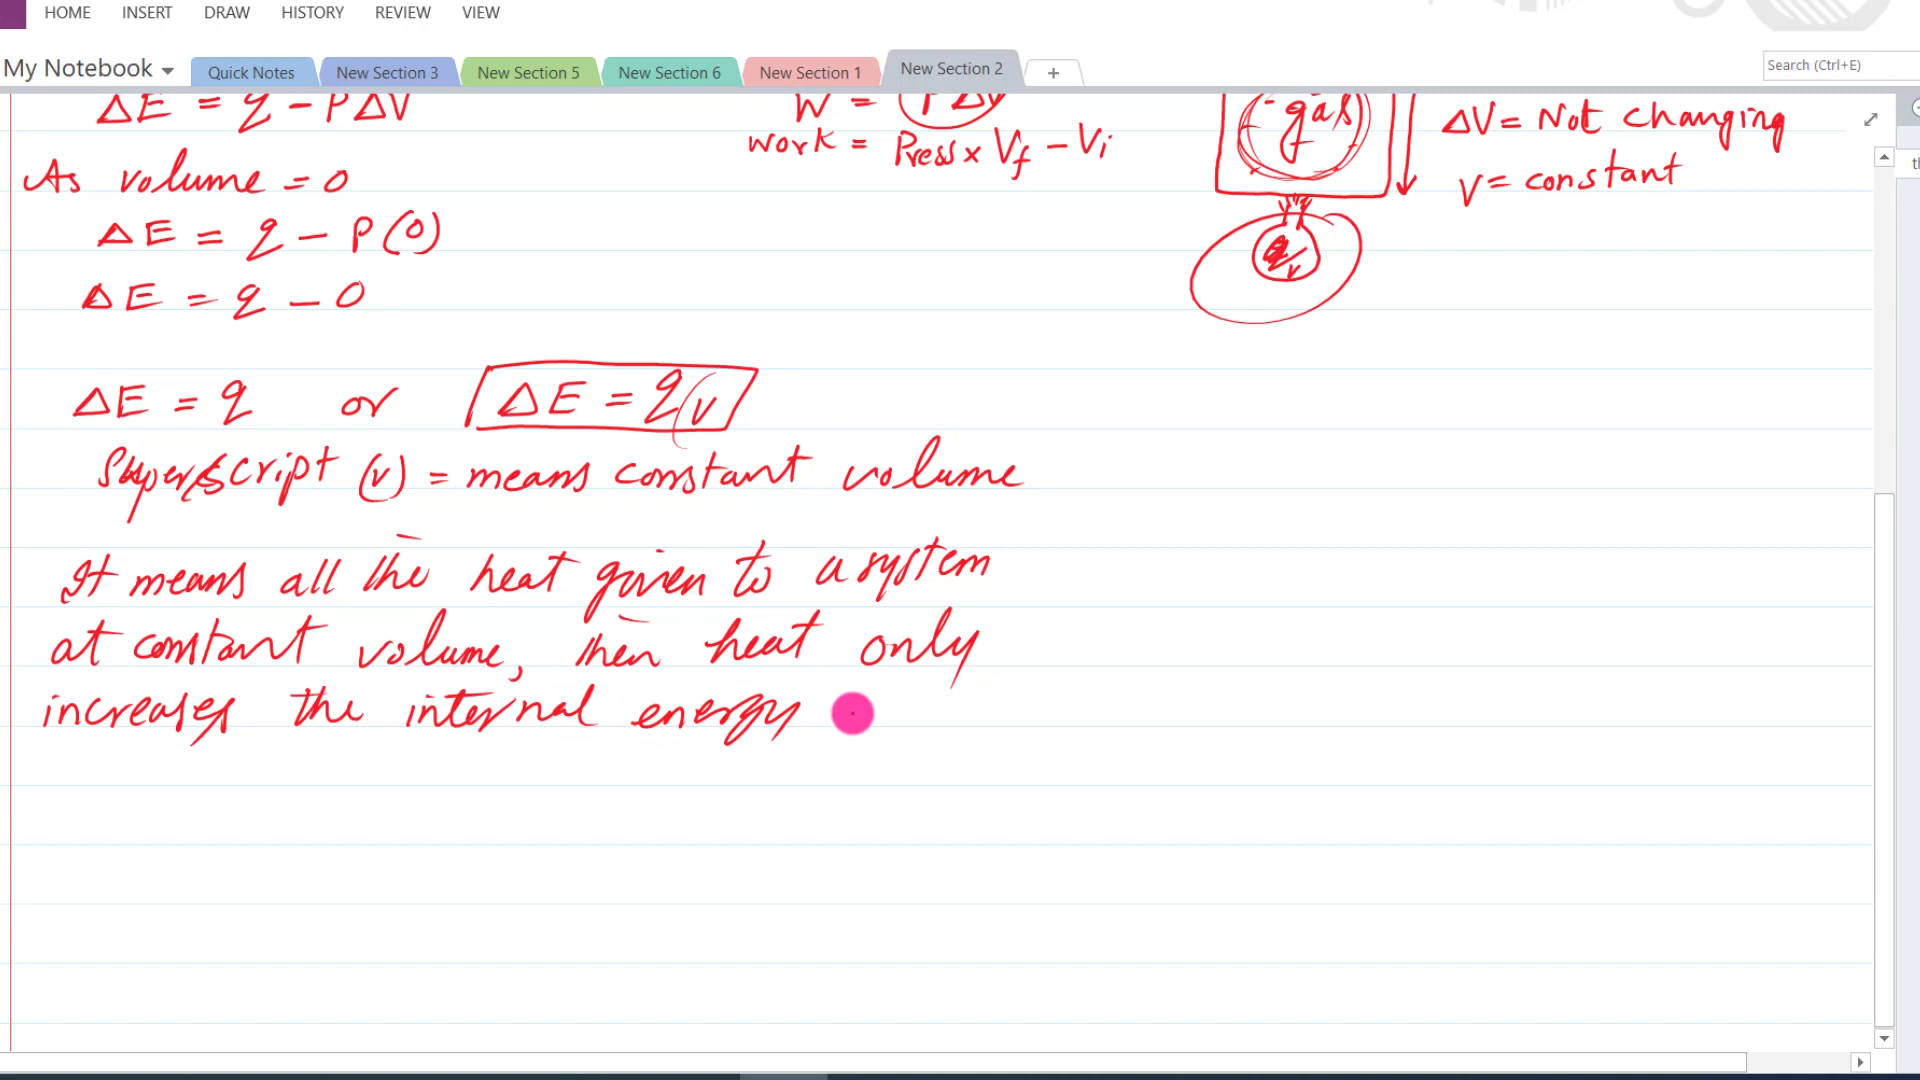 HOME INSERT DRAW HISTORY REVIEW VIEW
My Notebook Quick Notes New Section 3 New Section 5 New Section 6 New Section 1 New Section 2 + Search (Ctrl+E)
ΔE = q - PΔV
W = PΔV
work = Press x Vf - Vi
gas
ΔV = Not changing
V = constant
As volume = 0
ΔE = q - P(0)
ΔE = q - 0
qv
ΔE = q or ΔE = q(v
Superscript (v) = means constant volume
It means all the heat given to a system
at constant volume, then heat only
increases the internal energy